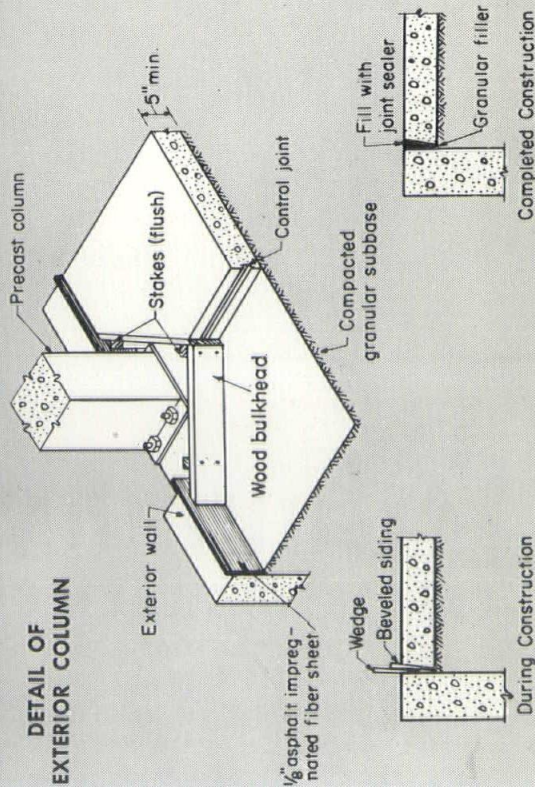 DETAIL OF
EXTERIOR COLUMN
Precast column
5" min.
Stakes (flush)
Exterior wall
Wood bulkhead
Control joint
Compacted
granular subbase
1/8" asphalt impreg-
nated fiber sheet
Wedge
Beveled siding
During Construction
Fill with
joint sealer
Granular filler
Completed Construction